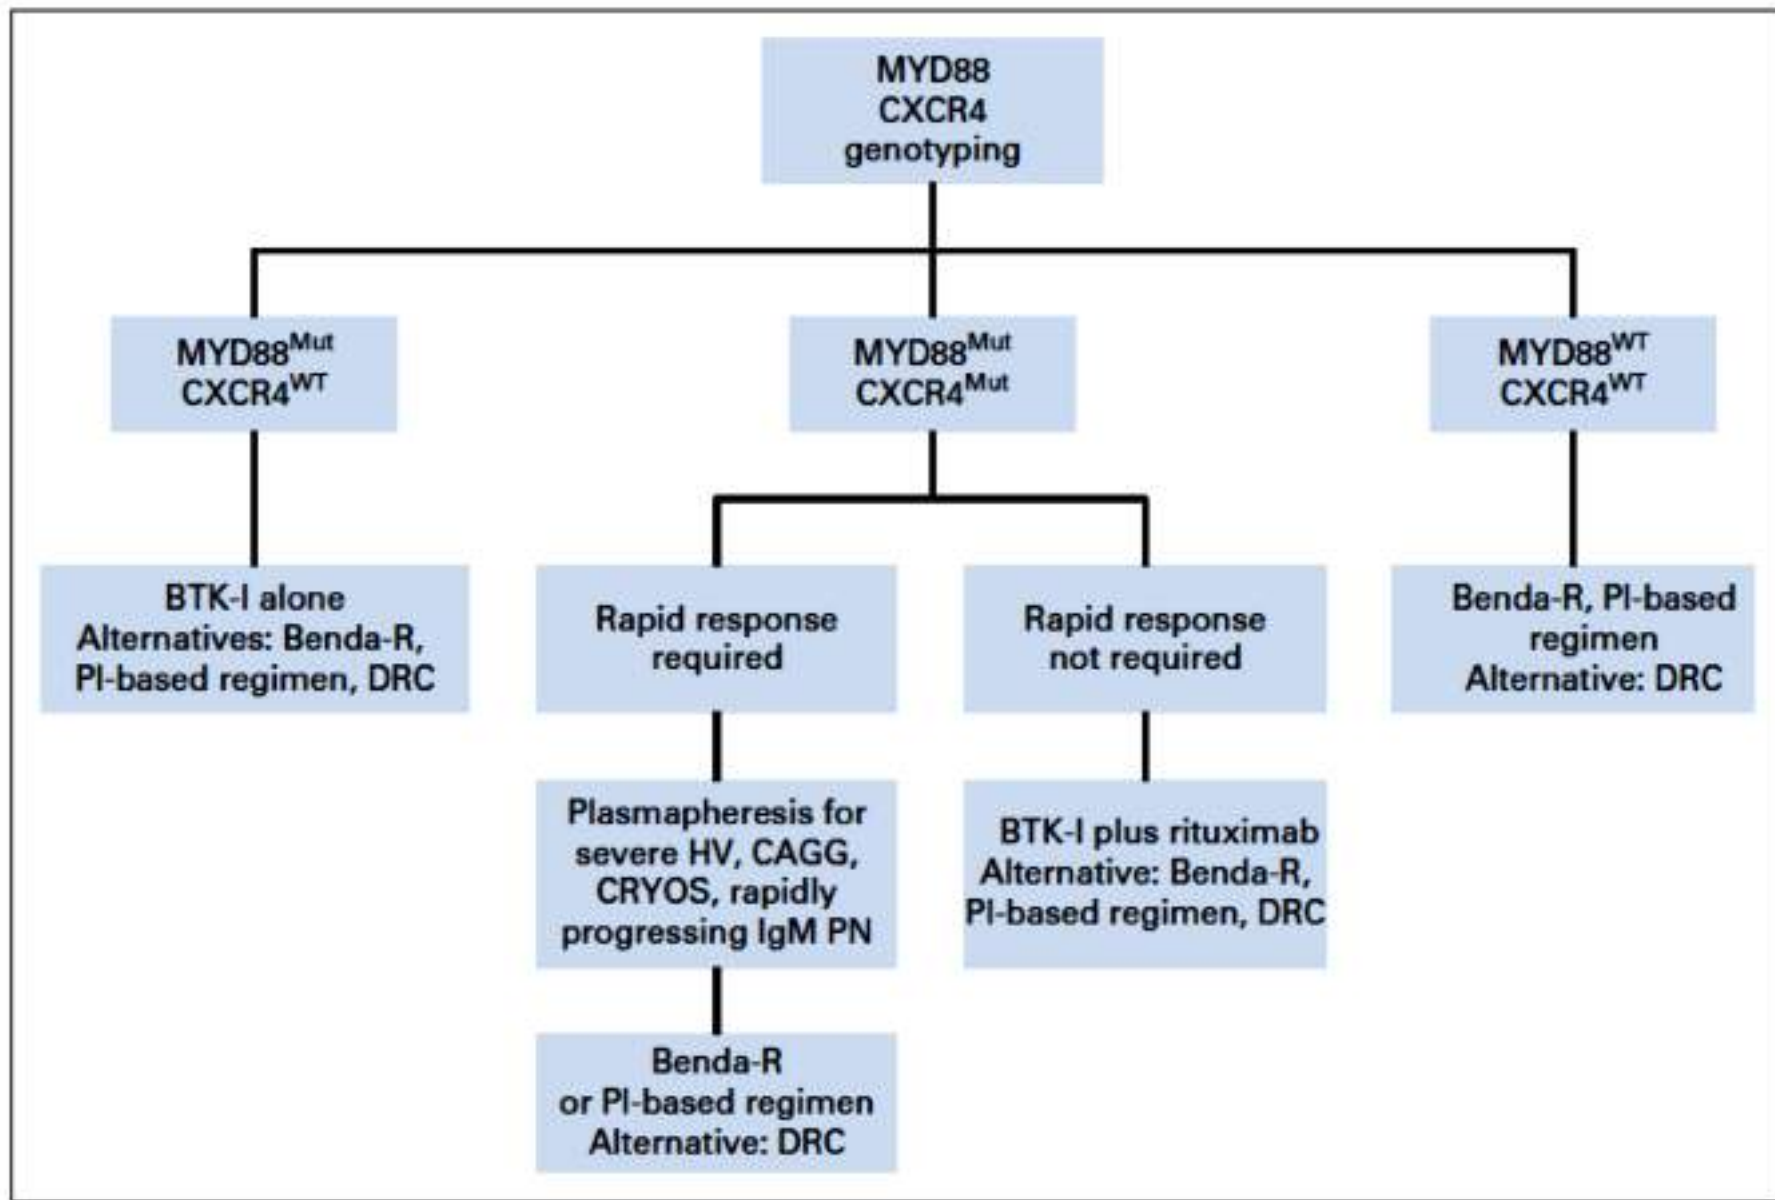 MYD88
CXCR4
genotyping
MYD88^Mut
CXCR4^WT
MYD88^Mut
CXCR4^Mut
MYD88^WT
CXCR4^WT
BTK-I alone
Alternatives: Benda-R,
PI-based regimen, DRC
Rapid response
required
Rapid response
not required
Benda-R, PI-based
regimen
Alternative: DRC
Plasmapheresis for
severe HV, CAGG,
CRYOS, rapidly
progressing IgM PN
BTK-I plus rituximab
Alternative: Benda-R,
PI-based regimen, DRC
Benda-R
or PI-based regimen
Alternative: DRC